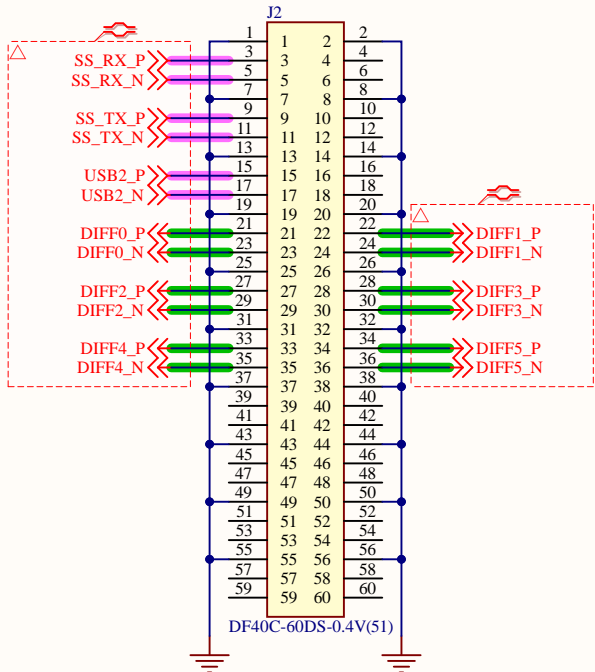 J2
1 1 2 2
SS_RX_P 3 3 4 4
SS_RX_N 5 5 6 6
7 7 8 8
SS_TX_P 9 9 10 10
SS_TX_N 11 11 12 12
13 13 14 14
USB2_P 15 15 16 16
USB2_N 17 17 18 18
19 19 20 20
DIFF0_P 21 21 22 22 DIFF1_P
DIFF0_N 23 23 24 24 DIFF1_N
25 25 26 26
DIFF2_P 27 27 28 28 DIFF3_P
DIFF2_N 29 29 30 30 DIFF3_N
31 31 32 32
DIFF4_P 33 33 34 34 DIFF5_P
DIFF4_N 35 35 36 36 DIFF5_N
37 37 38 38
39 39 40 40
41 41 42 42
43 43 44 44
45 45 46 46
47 47 48 48
49 49 50 50
51 51 52 52
53 53 54 54
55 55 56 56
57 57 58 58
59 59 60 60
DF40C-60DS-0.4V(51)